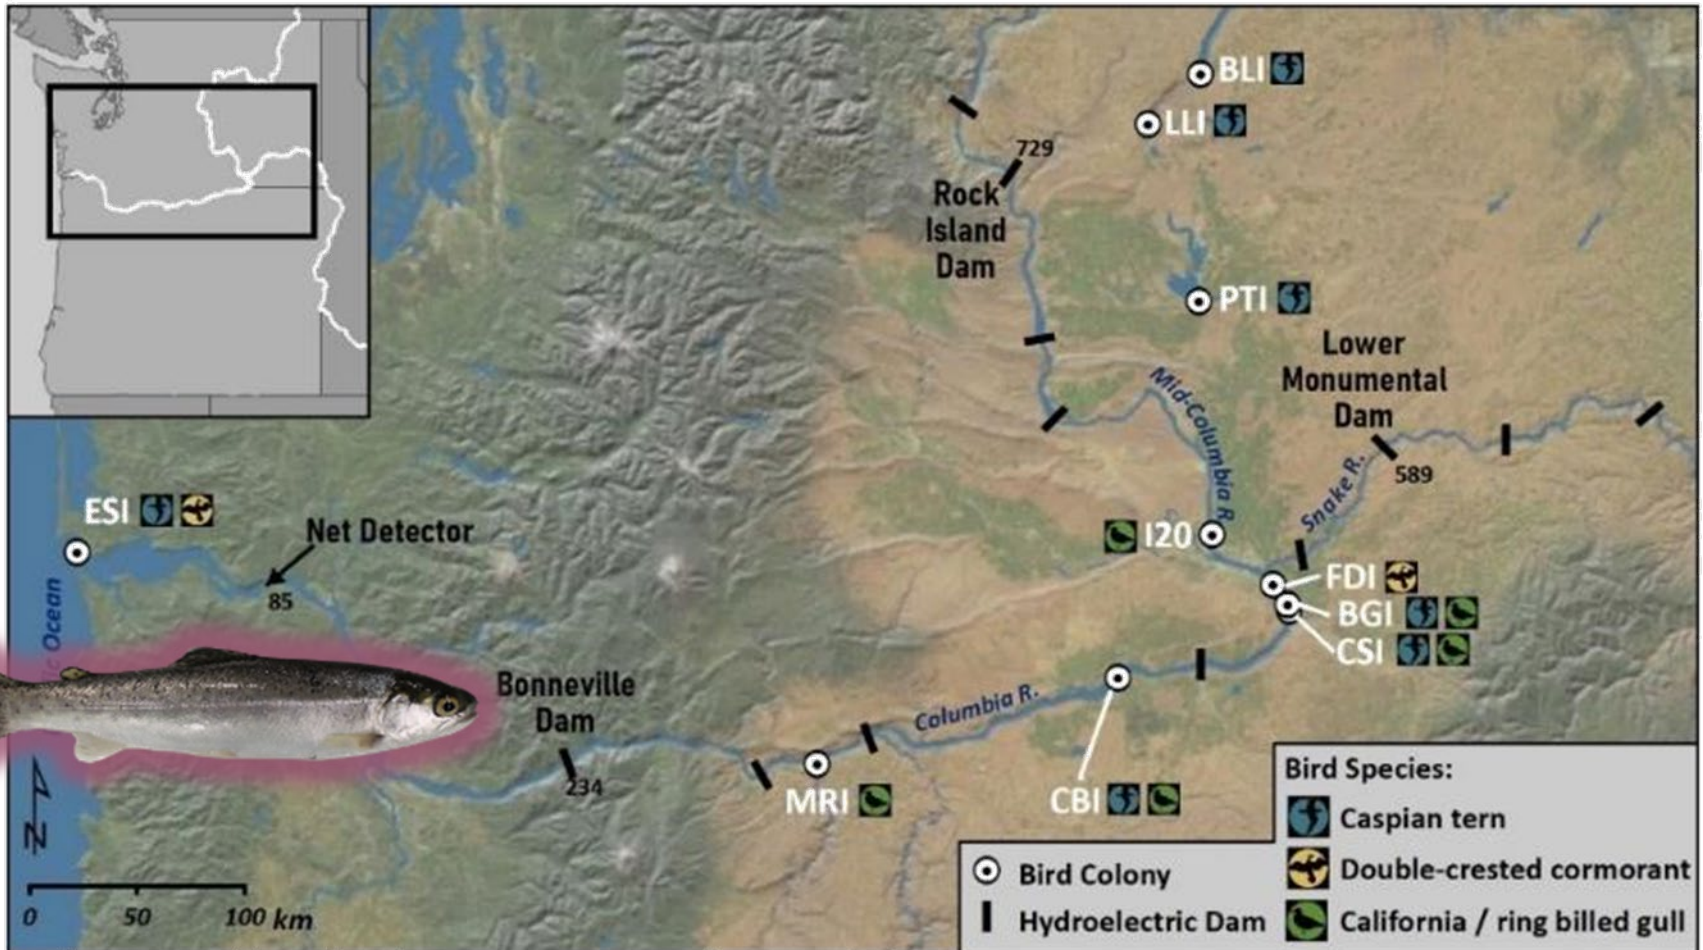 BLI
LLI
729
Rock
Island
Dam
PTI
Lower
Monumental
Dam
589
Mid-Columbia R.
Snake R.
ESI
Net Detector
85
I20
FDI
BGI
CSI
Ocean
Bonneville
Dam
234
Columbia R.
MRI
CBI
N
0 50 100 km
Bird Colony
Hydroelectric Dam
Bird Species:
Caspian tern
Double-crested cormorant
California / ring billed gull